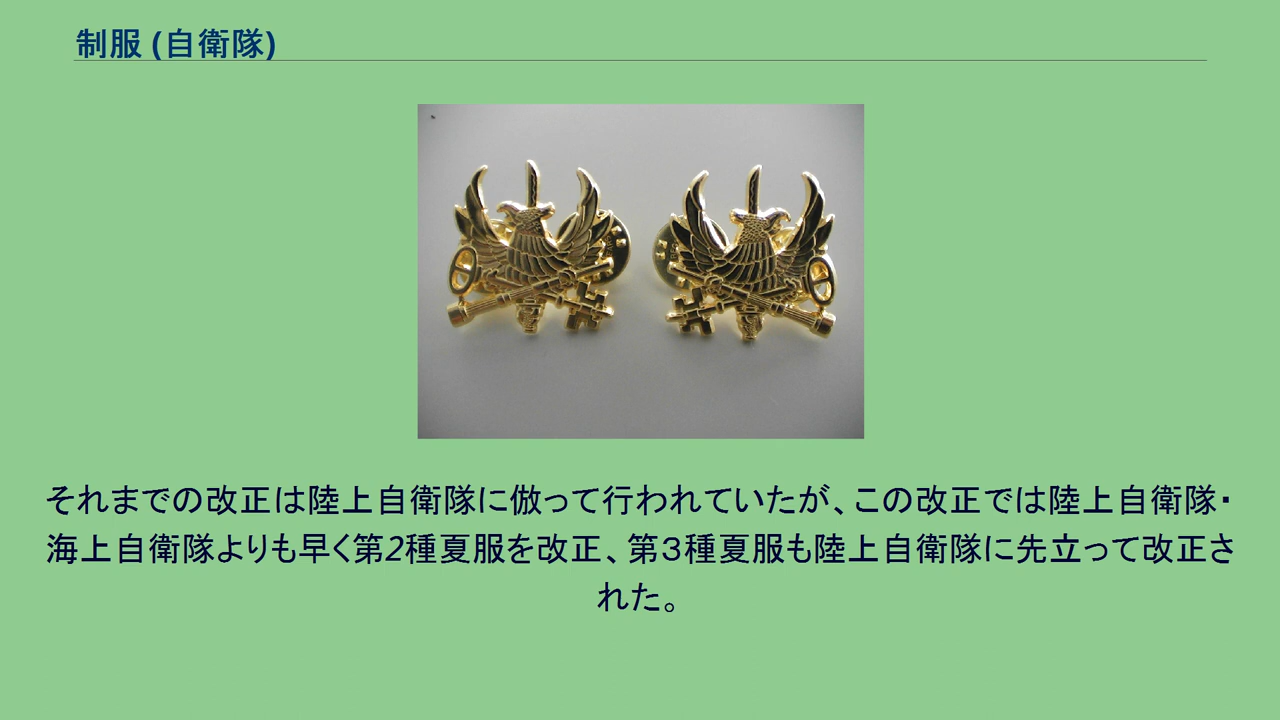 制服 (自衛隊)
それまでの改正は陸上自衛隊に倣って行われていたが、この改正では陸上自衛隊・
海上自衛隊よりも早く第2種夏服を改正、第３種夏服も陸上自衛隊に先立って改正さ
れた。